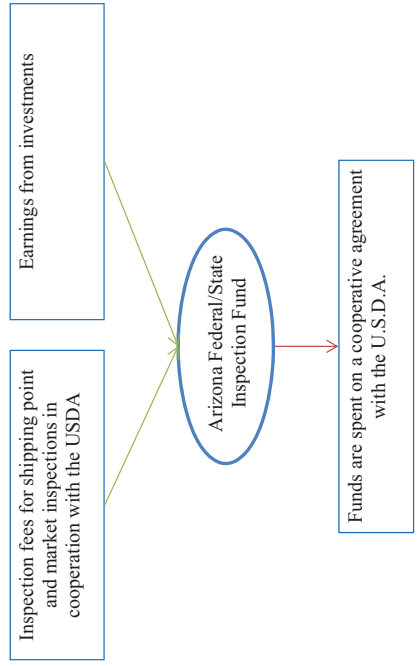 Inspection fees for shipping point
and market inspections in
cooperation with the USDA
Earnings from investments
Arizona Federal/State
Inspection Fund
Funds are spent on a cooperative agreement
with the U.S.D.A.